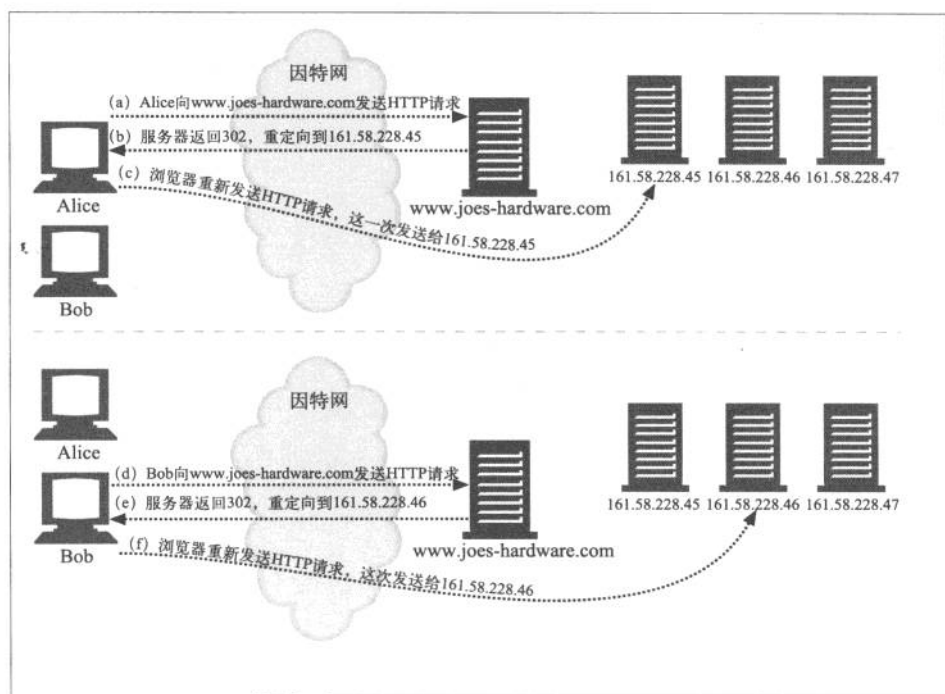 因特网
(a) Alice向www.joes-hardware.com发送HTTP请求
(b) 服务器返回302，重定向到161.58.228.45
(c) 浏览器重新发送HTTP请求，这一次发送给161.58.228.45
Alice
www.joes-hardware.com
161.58.228.45
161.58.228.46
161.58.228.47
Bob
Alice
因特网
(d) Bob向www.joes-hardware.com发送HTTP请求
(e) 服务器返回302，重定向到161.58.228.46
(f) 浏览器重新发送HTTP请求，这次发送给161.58.228.46
Bob
www.joes-hardware.com
161.58.228.45
161.58.228.46
161.58.228.47